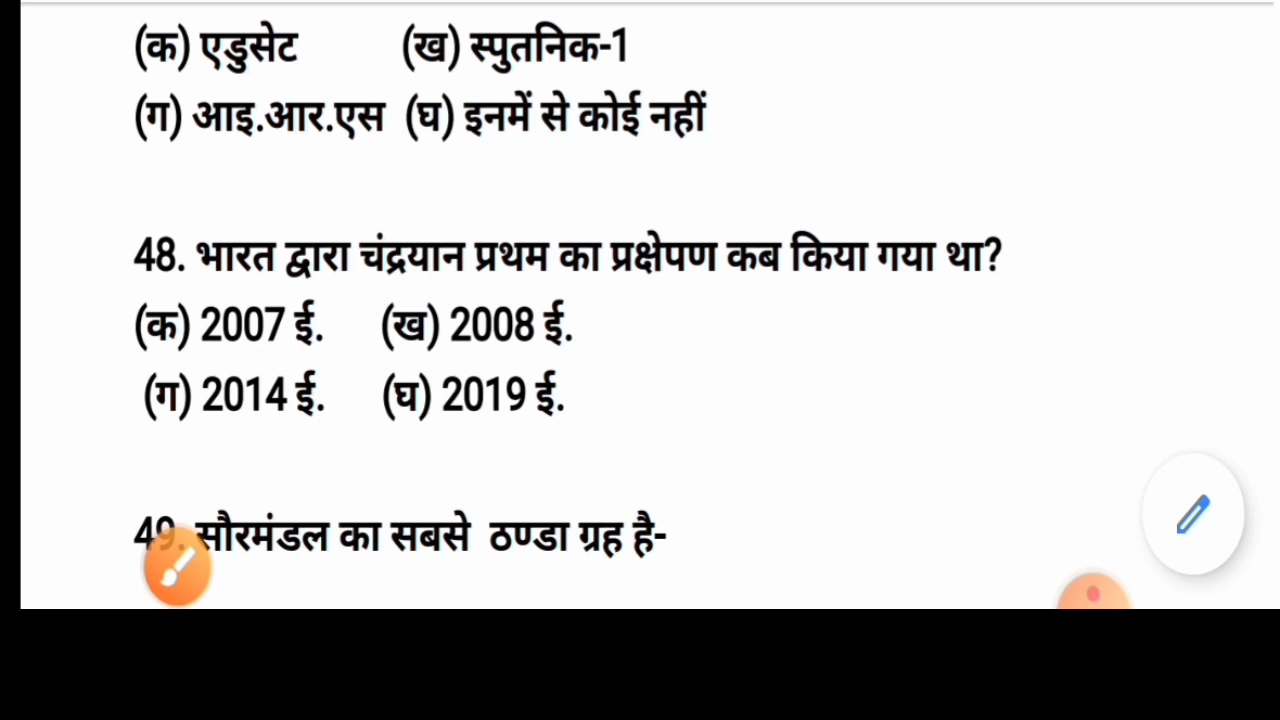 (क) एडुसेट (ख) स्पुतनिक-1
(ग) आइ.आर.एस (घ) इनमें से कोई नहीं
48. भारत द्वारा चंद्रयान प्रथम का प्रक्षेपण कब किया गया था?
(क) 2007 ई. (ख) 2008 ई.
(ग) 2014 ई. (घ) 2019 ई.
49. सौरमंडल का सबसे ठण्डा ग्रह है-